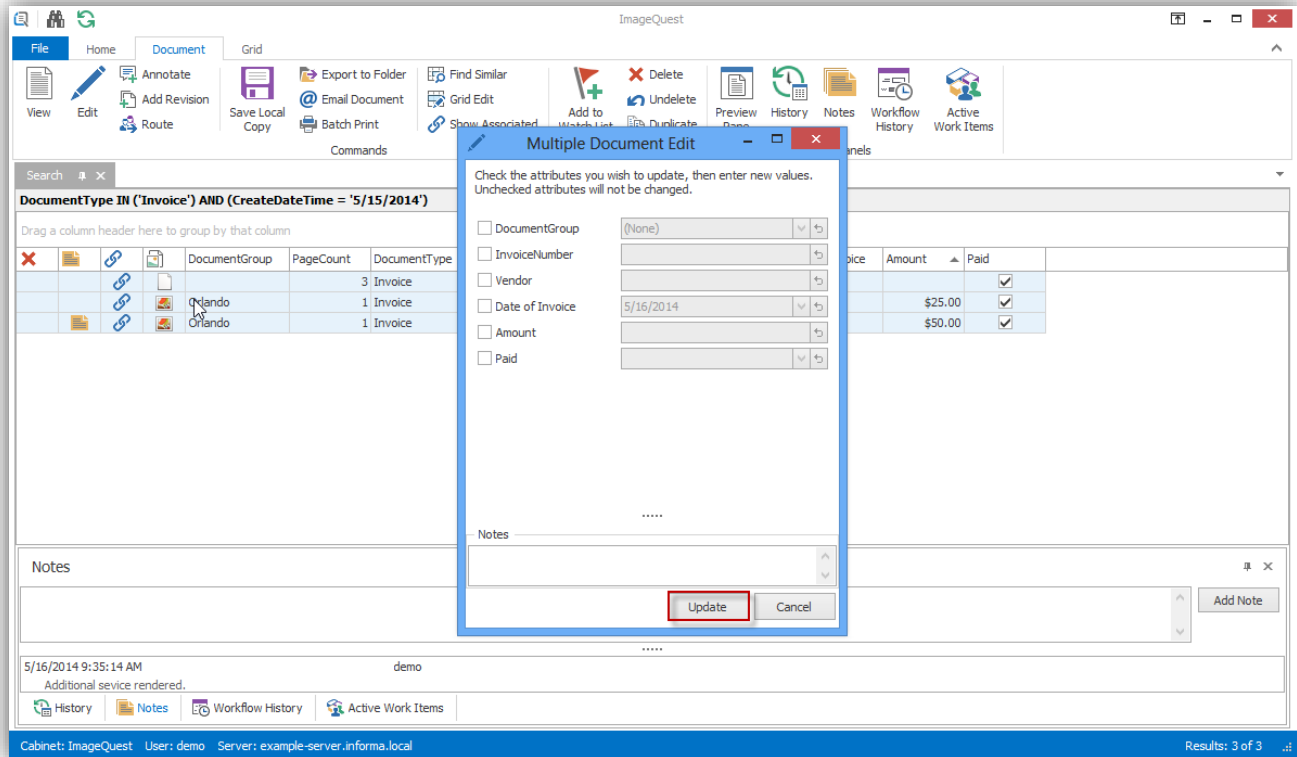 ImageQuest
File Home Document Grid
View
Edit
Annotate
Add Revision
Route
Save Local
Copy
Export to Folder
Email Document
Batch Print
Find Similar
Grid Edit
Show Associated
Add to
Watch List
Delete
Undelete
Duplicate
Preview
Pane
History
Notes
Workflow
History
Active
Work Items
Commands
Search
DocumentType IN ('Invoice') AND (CreateDateTime = '5/15/2014')
Drag a column header here to group by that column
DocumentGroup PageCount DocumentType Amount Paid
3 Invoice
Orlando 1 Invoice $25.00
Orlando 1 Invoice $50.00
Multiple Document Edit
Check the attributes you wish to update, then enter new values.
Unchecked attributes will not be changed.
DocumentGroup (None)
InvoiceNumber
Vendor
Date of Invoice 5/16/2014
Amount
Paid
Notes
Update Cancel
Notes
Add Note
5/16/2014 9:35:14 AM demo
Additional sevice rendered.
History Notes Workflow History Active Work Items
Cabinet: ImageQuest User: demo Server: example-server.informa.local Results: 3 of 3